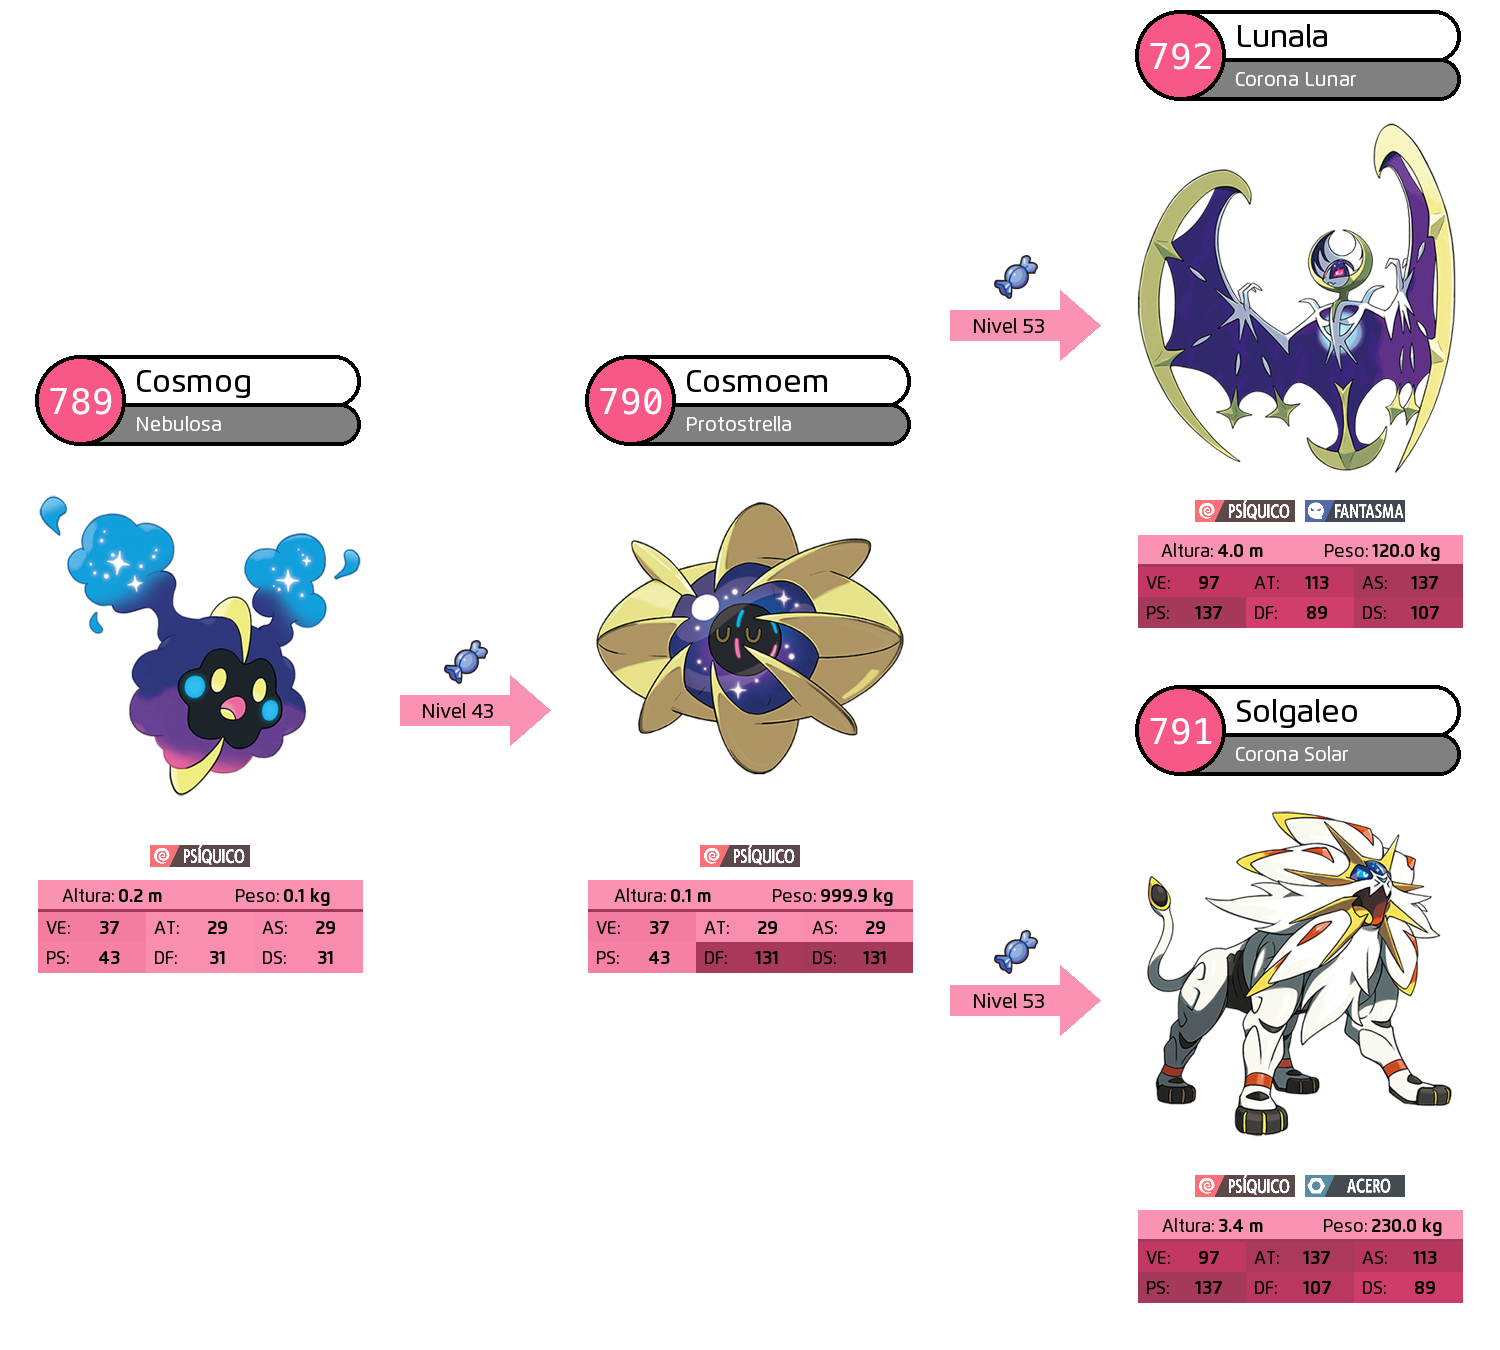 792
Lunala
Corona Lunar
Nivel 53
PSÍQUICO FANTASMA
Altura: 4.0 m Peso: 120.0 kg
VE: 97 AT: 113 AS: 137
PS: 137 DF: 89 DS: 107
789
Cosmog
Nebulosa
PSÍQUICO
Altura: 0.2 m Peso: 0.1 kg
VE: 37 AT: 29 AS: 29
PS: 43 DF: 31 DS: 31
Nivel 43
790
Cosmoem
Protostrella
PSÍQUICO
Altura: 0.1 m Peso: 999.9 kg
VE: 37 AT: 29 AS: 29
PS: 43 DF: 131 DS: 131
Nivel 53
791
Solgaleo
Corona Solar
PSÍQUICO ACERO
Altura: 3.4 m Peso: 230.0 kg
VE: 97 AT: 137 AS: 113
PS: 137 DF: 107 DS: 89